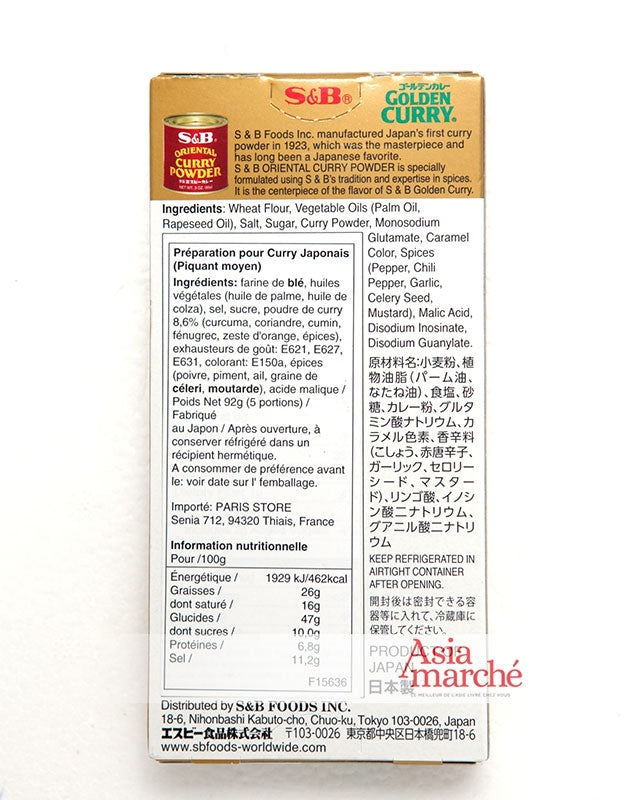 S&B®
ゴールデンカレー
GOLDEN
CURRY®
S&B®
ORIENTAL
CURRY
POWDER
S & B Foods Inc. manufactured Japan's first curry
powder in 1923, which was the masterpiece and
has long been a Japanese favorite.
S & B ORIENTAL CURRY POWDER is specially
formulated using S & B's tradition and expertise in spices.
It is the centerpiece of the flavor of S & B Golden Curry.
Ingredients: Wheat Flour, Vegetable Oils (Palm Oil,
Rapeseed Oil), Salt, Sugar, Curry Powder, Monosodium
Glutamate, Caramel
Color, Spices
(Pepper, Chili
Pepper, Garlic,
Celery Seed,
Mustard), Malic Acid,
Disodium Inosinate,
Disodium Guanylate.
原材料名:小麦粉、植
物油脂(パーム油、
なたね油)、食塩、砂
糖、カレー粉、グルタ
ミン酸ナトリウム、カ
ラメル色素、香辛料
(こしょう、赤唐辛子、
ガーリック、セロリー
シード、マスター
ド)、リンゴ酸、イノシ
ン酸二ナトリウム、
グアニル酸二ナトリ
ウム
KEEP REFRIGERATED IN
AIRTIGHT CONTAINER
AFTER OPENING.
開封後は密封できる容
器等に入れて、冷蔵庫に
保管してください。
PRODUCT OF
JAPAN
日本製
Préparation pour Curry Japonais
(Piquant moyen)
Ingrédients: farine de blé, huiles
végétales (huile de palme, huile de
colza), sel, sucre, poudre de curry
8,6% (curcuma, coriandre, cumin,
fénugrec, zeste d'orange, épices),
exhausteurs de goût: E621, E627,
E631, colorant: E150a, épices
(poivre, piment, ail, graine de
céleri, moutarde), acide malique /
Poids Net 92g (5 portions) /
Fabriqué
au Japon / Après ouverture, à
conserver réfrigéré dans un
récipient hermétique.
A consommer de préférence avant
le: voir date sur l' femballage.
Importé: PARIS STORE
Senia 712, 94320 Thiais, France
Information nutritionnelle
Pour /100g
Énergétique / 1929 kJ/462kcal
Graisses / 26g
dont saturé / 16g
Glucides / 47g
dont sucres / 10,0g
Protéines / 6,8g
Sel / 11,2g
F15636
Asia
marché
LE MEILLEUR DE L'ASIE LIVRE CHEZ VOUS
Distributed by S&B FOODS INC.
18-6, Nihonbashi Kabuto-cho, Chuo-ku, Tokyo 103-0026, Japan
エスビー食品株式会社 〒103-0026 東京都中央区日本橋兜町18-6
www.sbfoods-worldwide.com